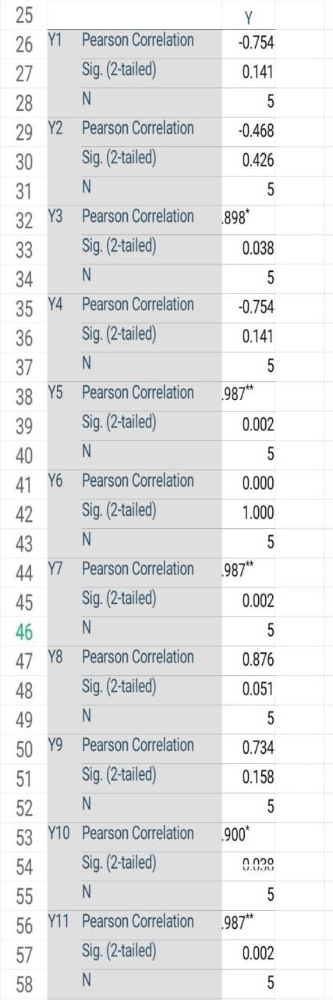 25 Y
26 Y1 Pearson Correlation -0.754
27 Sig. (2-tailed) 0.141
28 N 5
29 Y2 Pearson Correlation -0.468
30 Sig. (2-tailed) 0.426
31 N 5
32 Y3 Pearson Correlation .898*
33 Sig. (2-tailed) 0.038
34 N 5
35 Y4 Pearson Correlation -0.754
36 Sig. (2-tailed) 0.141
37 N 5
38 Y5 Pearson Correlation .987**
39 Sig. (2-tailed) 0.002
40 N 5
41 Y6 Pearson Correlation 0.000
42 Sig. (2-tailed) 1.000
43 N 5
44 Y7 Pearson Correlation .987**
45 Sig. (2-tailed) 0.002
46 N 5
47 Y8 Pearson Correlation 0.876
48 Sig. (2-tailed) 0.051
49 N 5
50 Y9 Pearson Correlation 0.734
51 Sig. (2-tailed) 0.158
52 N 5
53 Y10 Pearson Correlation .900*
54 Sig. (2-tailed) 0.038
55 N 5
56 Y11 Pearson Correlation .987**
57 Sig. (2-tailed) 0.002
58 N 5